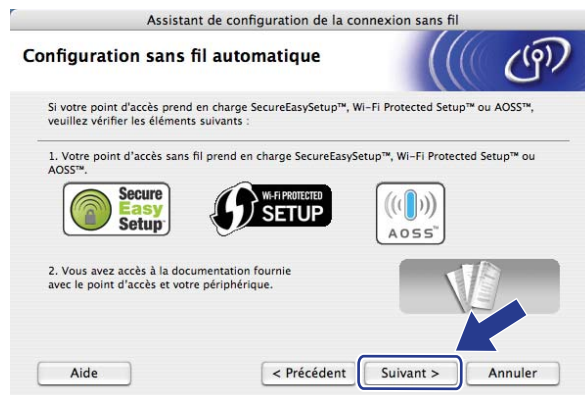 Assistant de configuration de la connexion sans fil
Configuration sans fil automatique
Si votre point d'accès prend en charge SecureEasySetup™, Wi-Fi Protected Setup™ ou AOSS™,
veuillez vérifier les éléments suivants :
1. Votre point d'accès sans fil prend en charge SecureEasySetup™, Wi-Fi Protected Setup™ ou
AOSS™.
Secure
Easy
Setup
WI-FI PROTECTED
SETUP
AOSS™
2. Vous avez accès à la documentation fournie
avec le point d'accès et votre périphérique.
Aide
< Précédent
Suivant >
Annuler